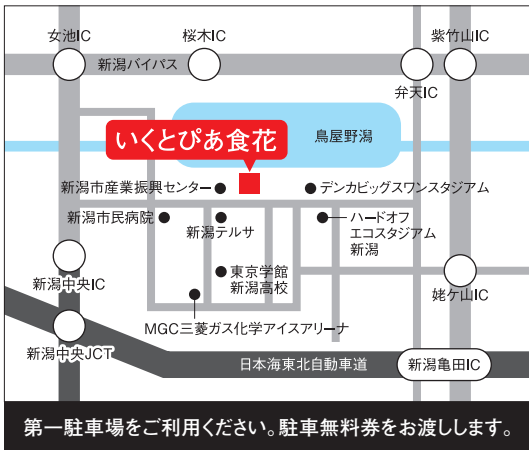 女池IC
桜木IC
紫竹山IC
新潟バイパス
弁天IC
いくとぴあ食花
鳥屋野潟
新潟市産業振興センター
デンカビッグスワンスタジアム
新潟市民病院
新潟テルサ
ハードオフ
エコスタジアム
新潟
東京学館
新潟高校
新潟中央IC
姥ケ山IC
MGC三菱ガス化学アイスアリーナ
新潟中央JCT
日本海東北自動車道
新潟亀田IC
第一駐車場をご利用ください。駐車無料券をお渡しします。